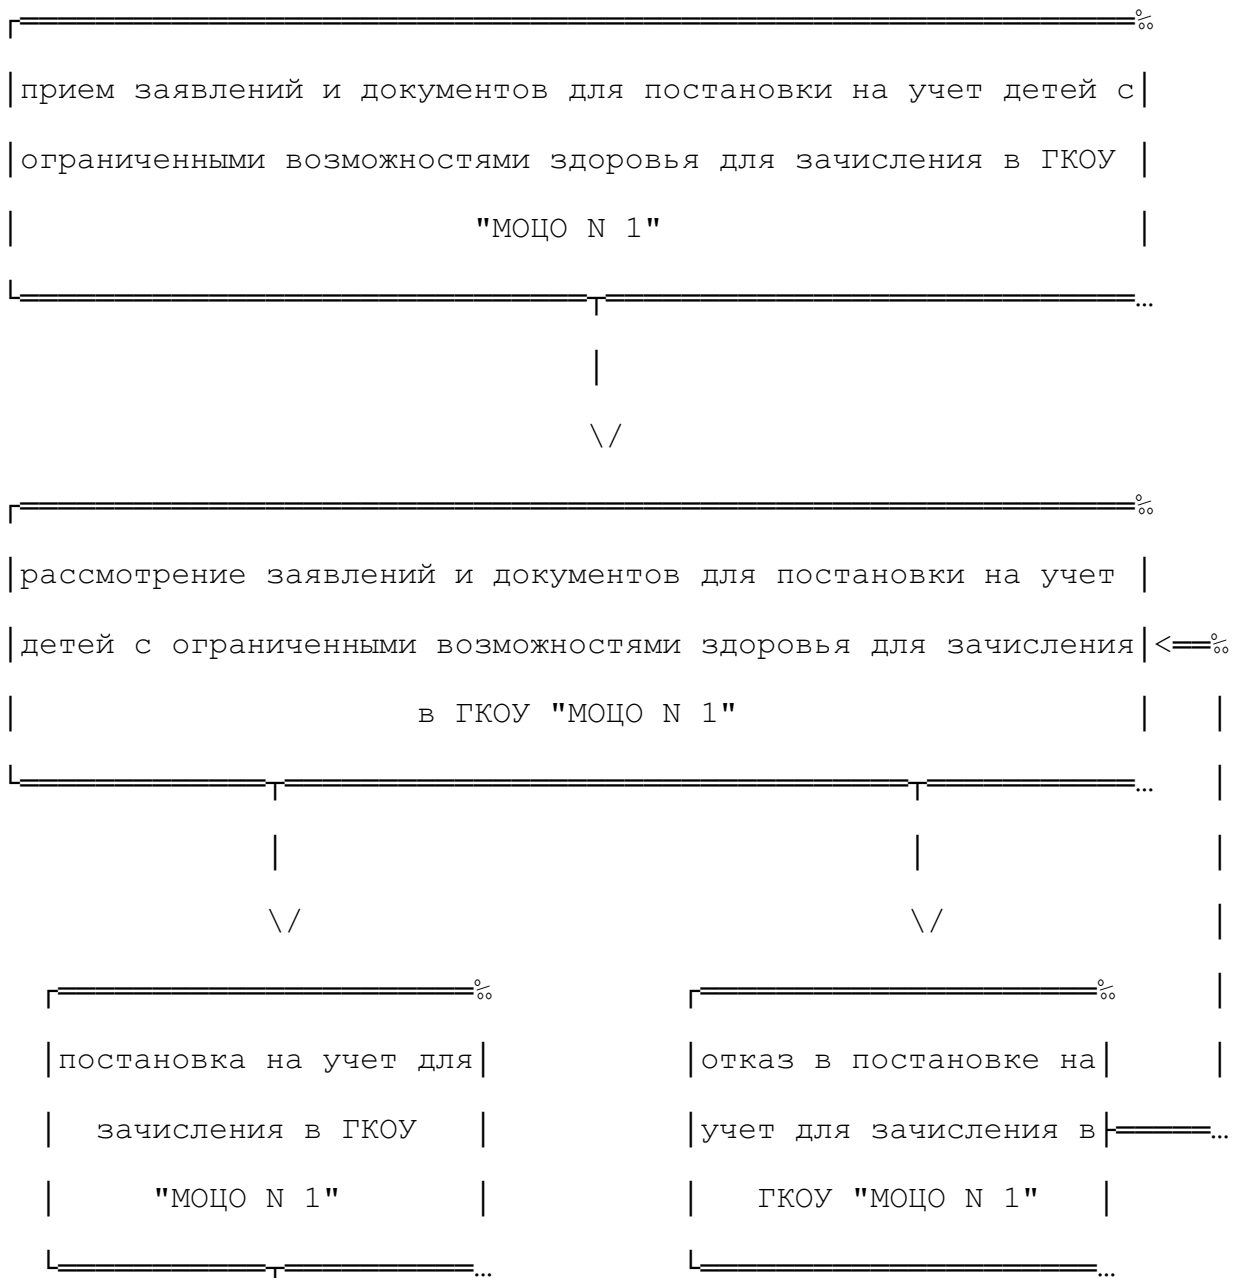 прием заявлений и документов для постановки на учет детей с
ограниченными возможностями здоровья для зачисления в ГКОУ
"МОЦО N 1"
рассмотрение заявлений и документов для постановки на учет
детей с ограниченными возможностями здоровья для зачисления
в ГКОУ "МОЦО N 1"
постановка на учет для
зачисления в ГКОУ
"МОЦО N 1"
отказ в постановке на
учет для зачисления в
ГКОУ "МОЦО N 1"